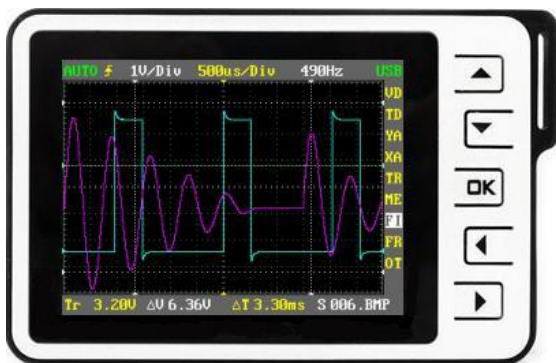 AUTO 1V/Div 500us/Div 490Hz USB
VD
TD
YA
XA
TR
ME
FI
FR
OT
OK
Tr 3.20V ΔV 6.36V ΔT 3.30ms S 006.BMP